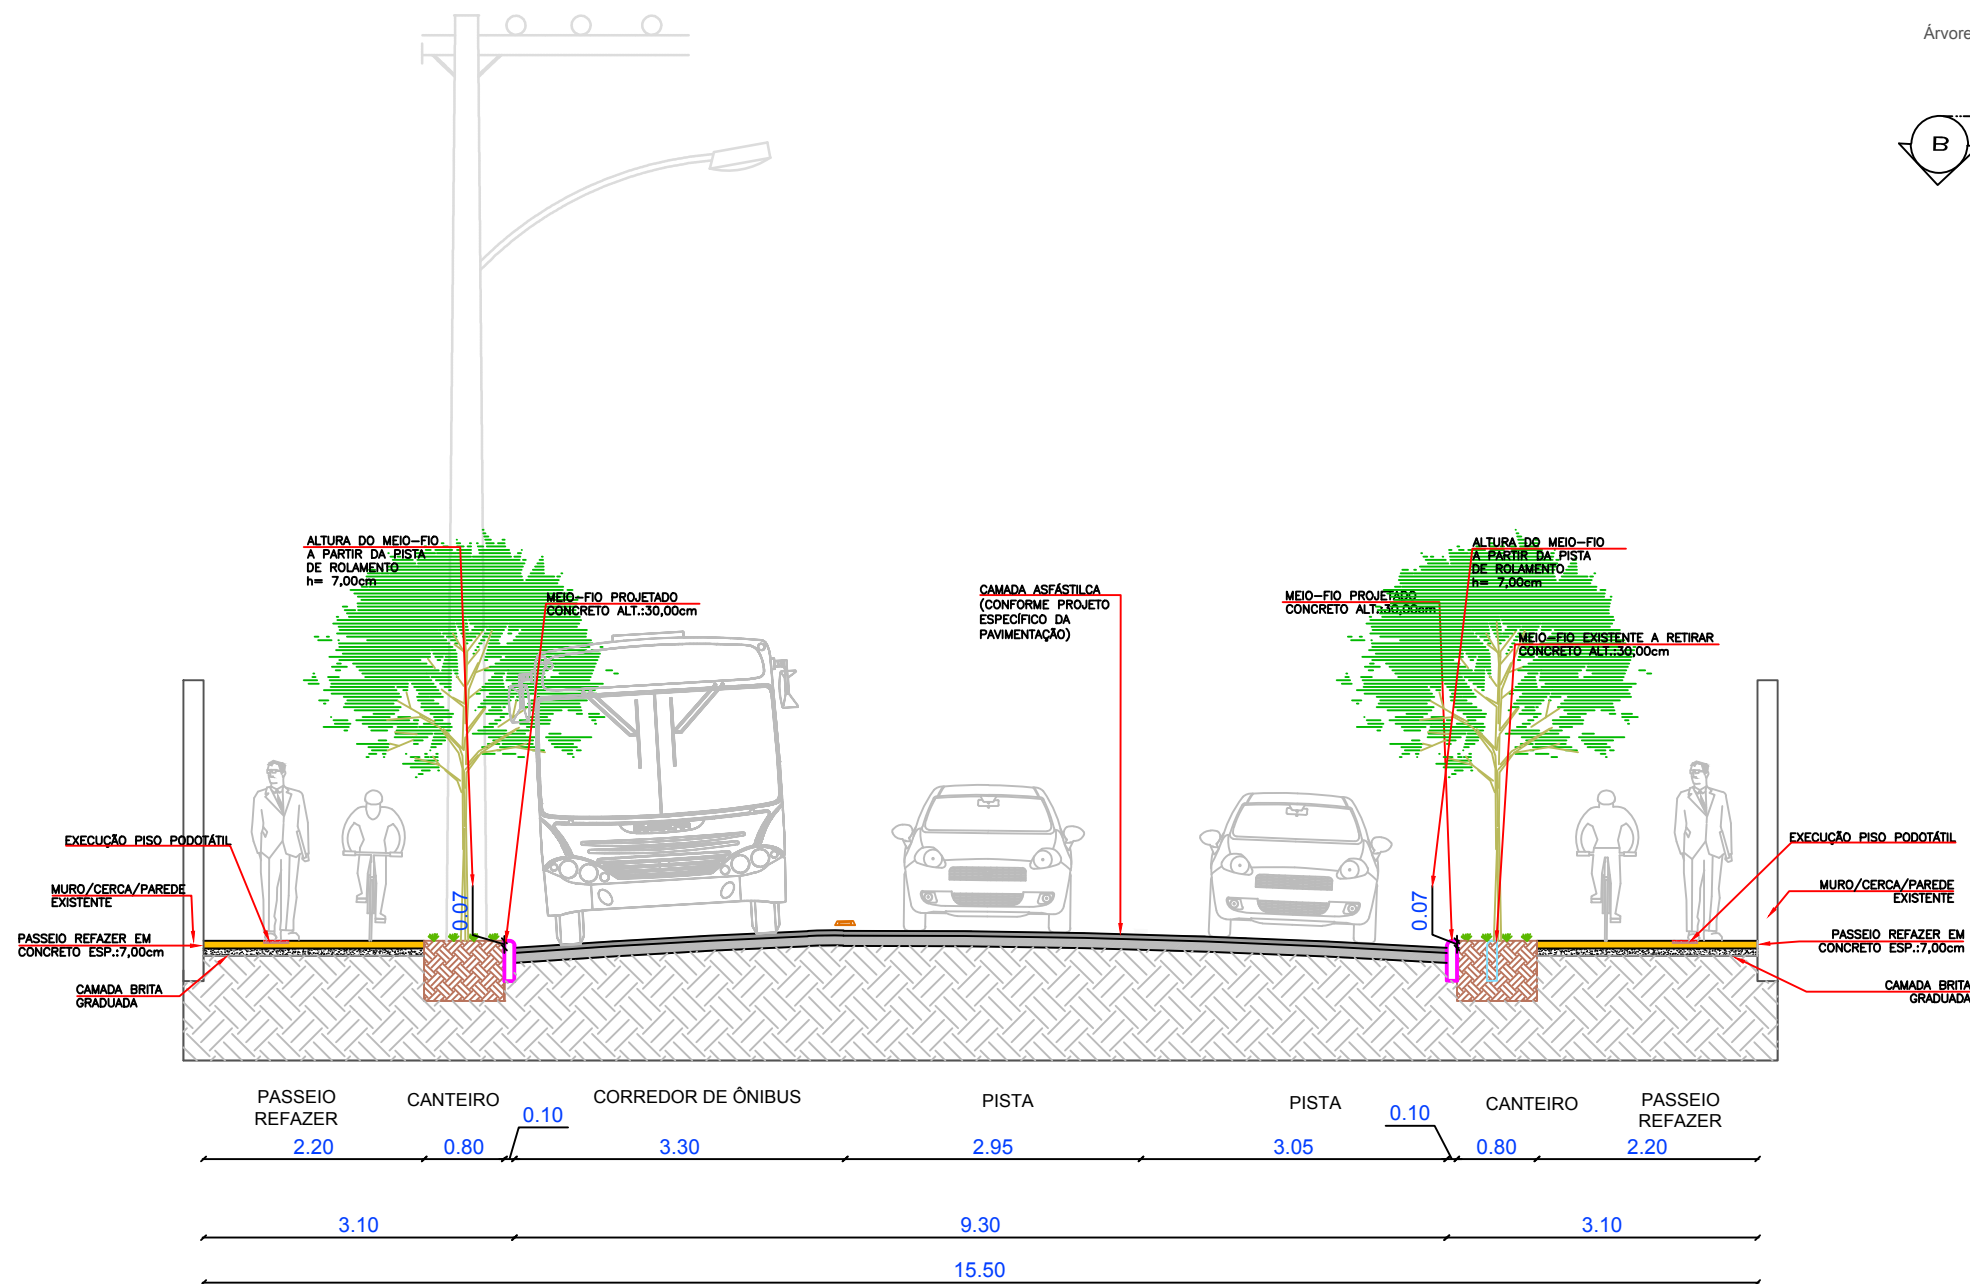 Árvore
B
ALTURA DO MEIO-FIO
A PARTIR DA PISTA
DE ROLAMENTO
h= 7,00cm
MEIO-FIO PROJETADO
CONCRETO ALT.:30,00cm
CAMADA ASFÁSTILCA
(CONFORME PROJETO
ESPECÍFICO DA
PAVIMENTAÇÃO)
MEIO-FIO PROJETADO
CONCRETO ALT.:30,00cm
ALTURA DO MEIO-FIO
A PARTIR DA PISTA
DE ROLAMENTO
h= 7,00cm
MEIO-FIO EXISTENTE A RETIRAR
CONCRETO ALT.:30,00cm
EXECUÇÃO PISO PODOTÁTIL
MURO/CERCA/PAREDE
EXISTENTE
PASSEIO REFAZER EM
CONCRETO ESP.:7,00cm
CAMADA BRITA
GRADUADA
0.07
0.07
EXECUÇÃO PISO PODOTÁTIL
MURO/CERCA/PAREDE
EXISTENTE
PASSEIO REFAZER EM
CONCRETO ESP.:7,00cm
CAMADA BRITA
GRADUADA
PASSEIO
REFAZER
CANTEIRO
CORREDOR DE ÔNIBUS
PISTA
PISTA
CANTEIRO
PASSEIO
REFAZER
2.20
0.80
0.10
3.30
2.95
3.05
0.10
0.80
2.20
3.10
9.30
3.10
15.50